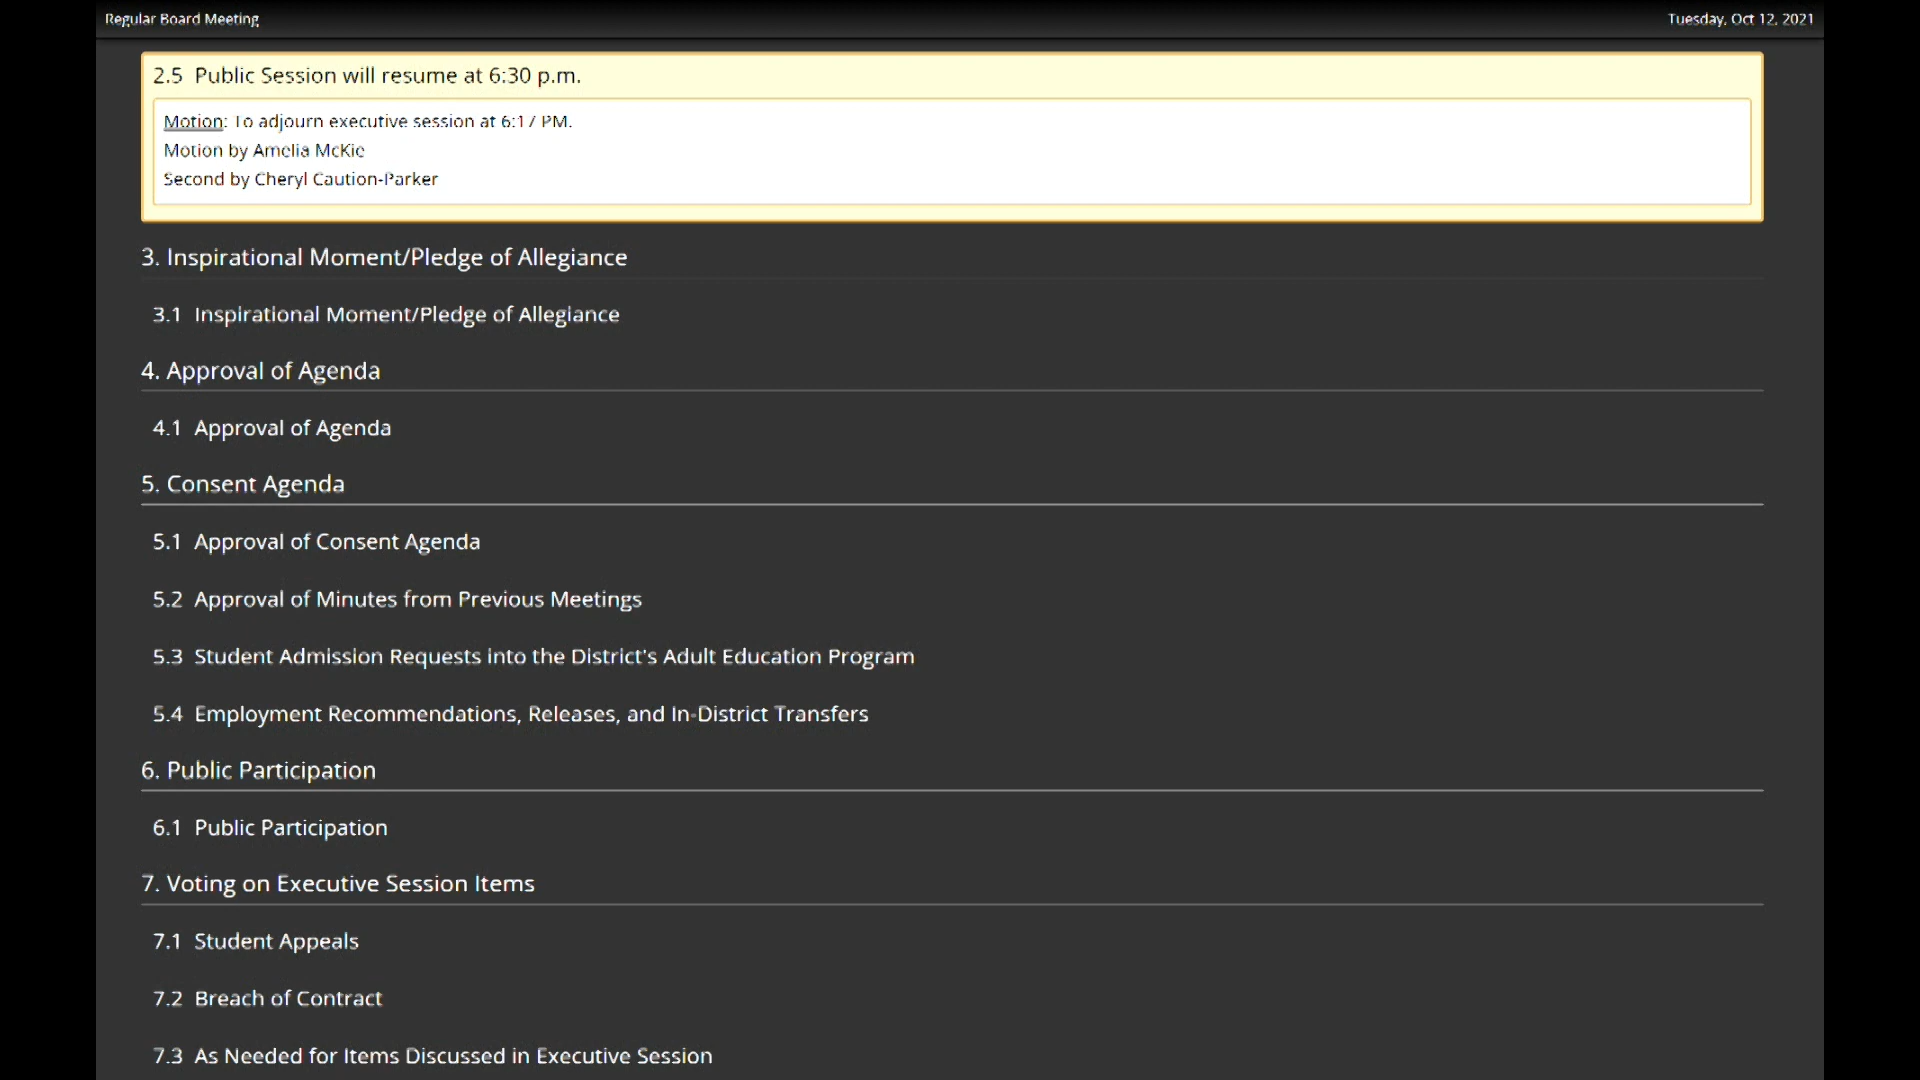 Regular Board Meeting
Tuesday, Oct 12, 2021
2.5 Public Session will resume at 6:30 p.m.
Motion: To adjourn executive session at 6:17 PM.
Motion by Amelia McKie
Second by Cheryl Caution-Parker
3. Inspirational Moment/Pledge of Allegiance
3.1 Inspirational Moment/Pledge of Allegiance
4. Approval of Agenda
4.1 Approval of Agenda
5. Consent Agenda
5.1 Approval of Consent Agenda
5.2 Approval of Minutes from Previous Meetings
5.3 Student Admission Requests into the District's Adult Education Program
5.4 Employment Recommendations, Releases, and In-District Transfers
6. Public Participation
6.1 Public Participation
7. Voting on Executive Session Items
7.1 Student Appeals
7.2 Breach of Contract
7.3 As Needed for Items Discussed in Executive Session